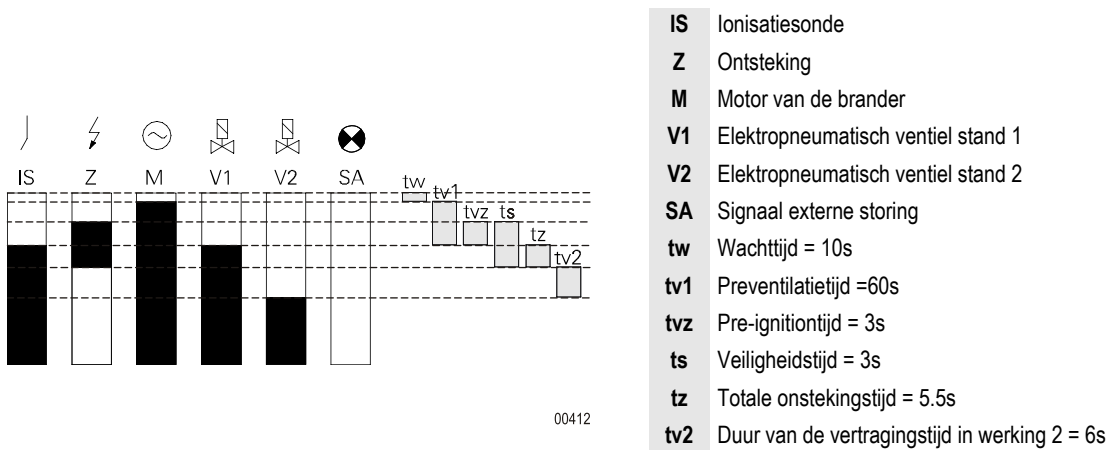 IS Z M V1 V2 SA
tw
tv1
tvz ts
tz
tv2
00412
IS Ionisatiesonde
Z Ontsteking
M Motor van de brander
V1 Elektropneumatisch ventiel stand 1
V2 Elektropneumatisch ventiel stand 2
SA Signaal externe storing
tw Wachttijd = 10s
tv1 Preventilatietijd =60s
tvz Pre-ignitiontijd = 3s
ts Veiligheidstijd = 3s
tz Totale onstekingstijd = 5.5s
tv2 Duur van de vertragingstijd in werking 2 = 6s